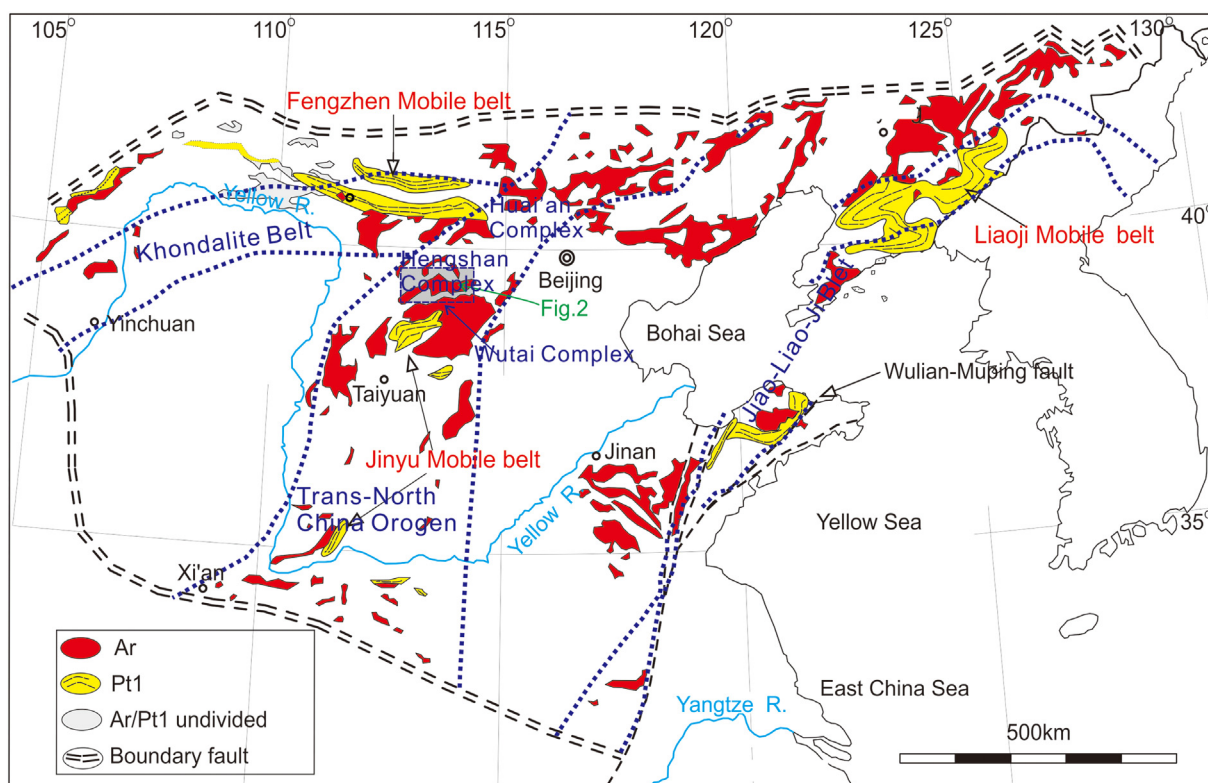 105°
110°
115°
120°
125°
130°
Fengzhen Mobile belt
Yellow R.
Huai'an
Complex
40°
Khondalite Belt
Liaoji Mobile belt
Hengshan
Complex
Beijing
Fig.2
Yinchuan
Bohai Sea
Wutai Complex
Jiao-Liao-Ji Blet
Wulian-Muping fault
Taiyuan
Jinyu Mobile belt
Jinan
Trans-North
China Orogen
Yellow R.
Yellow Sea
35°
Xi'an
Ar
Pt1
Ar/Pt1 undivided
Boundary fault
East China Sea
Yangtze R.
500km